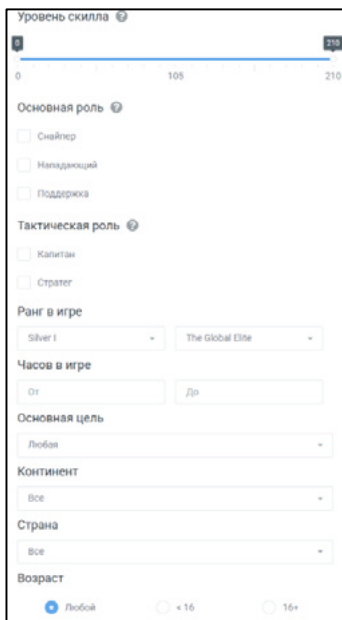 Уровень скилла ?
0 210
0 105 210
Основная роль ?
Снайпер
Нападающий
Поддержка
Тактическая роль ?
Капитан
Стратег
Ранг в игре
Silver I The Global Elite
Часов в игре
От До
Основная цель
Любая
Континент
Все
Страна
Все
Возраст
Любой < 16 16+